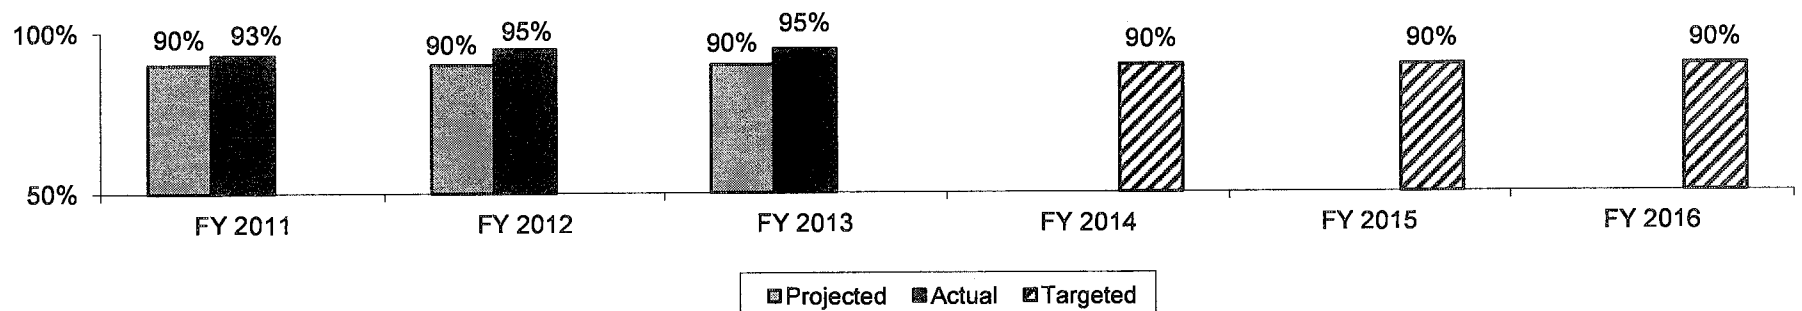 100%
90% 93% 90% 95% 90% 95% 90% 90% 90%
50%
FY 2011 FY 2012 FY 2013 FY 2014 FY 2015 FY 2016
Projected Actual Targeted